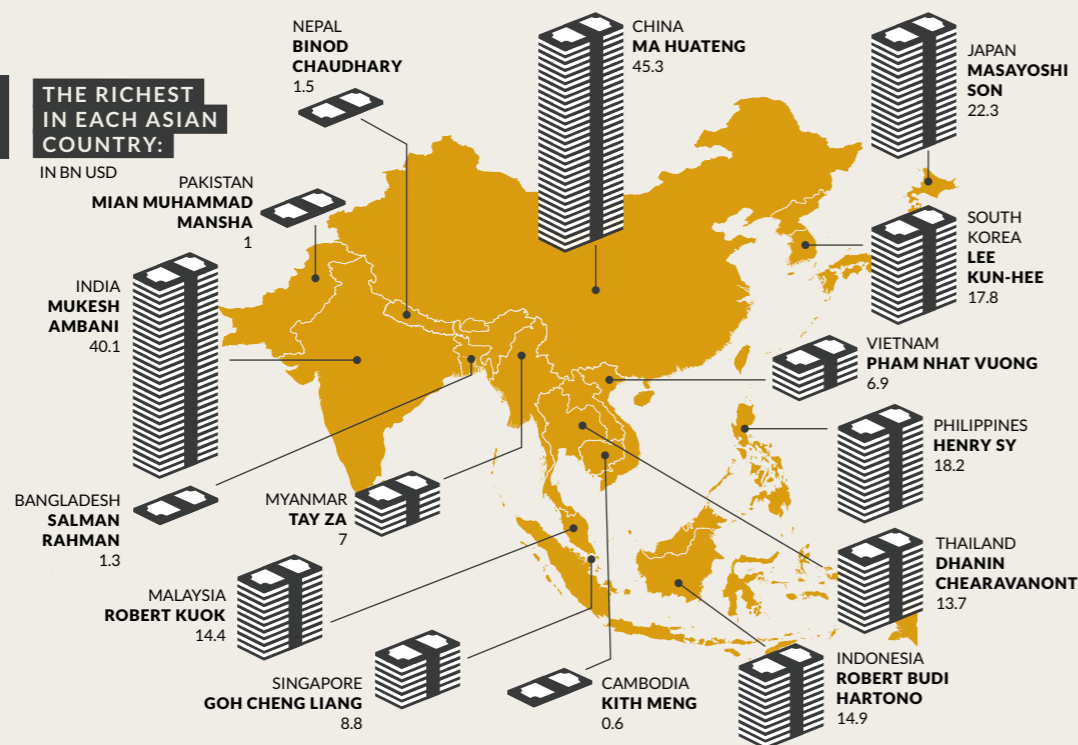 THE RICHEST
IN EACH ASIAN
COUNTRY:
IN BN USD
NEPAL
BINOD
CHAUDHARY
1.5
CHINA
MA HUATENG
45.3
JAPAN
MASAYOSHI
SON
22.3
PAKISTAN
MIAN MUHAMMAD
MANSHA
1
SOUTH
KOREA
LEE
KUN-HEE
17.8
INDIA
MUKESH
AMBANI
40.1
VIETNAM
PHAM NHAT VUONG
6.9
PHILIPPINES
HENRY SY
18.2
BANGLADESH
SALMAN
RAHMAN
1.3
MYANMAR
TAY ZA
7
THAILAND
DHANIN
CHEARAVANONT
13.7
MALAYSIA
ROBERT KUOK
14.4
SINGAPORE
GOH CHENG LIANG
8.8
CAMBODIA
KITH MENG
0.6
INDONESIA
ROBERT BUDI
HARTONO
14.9